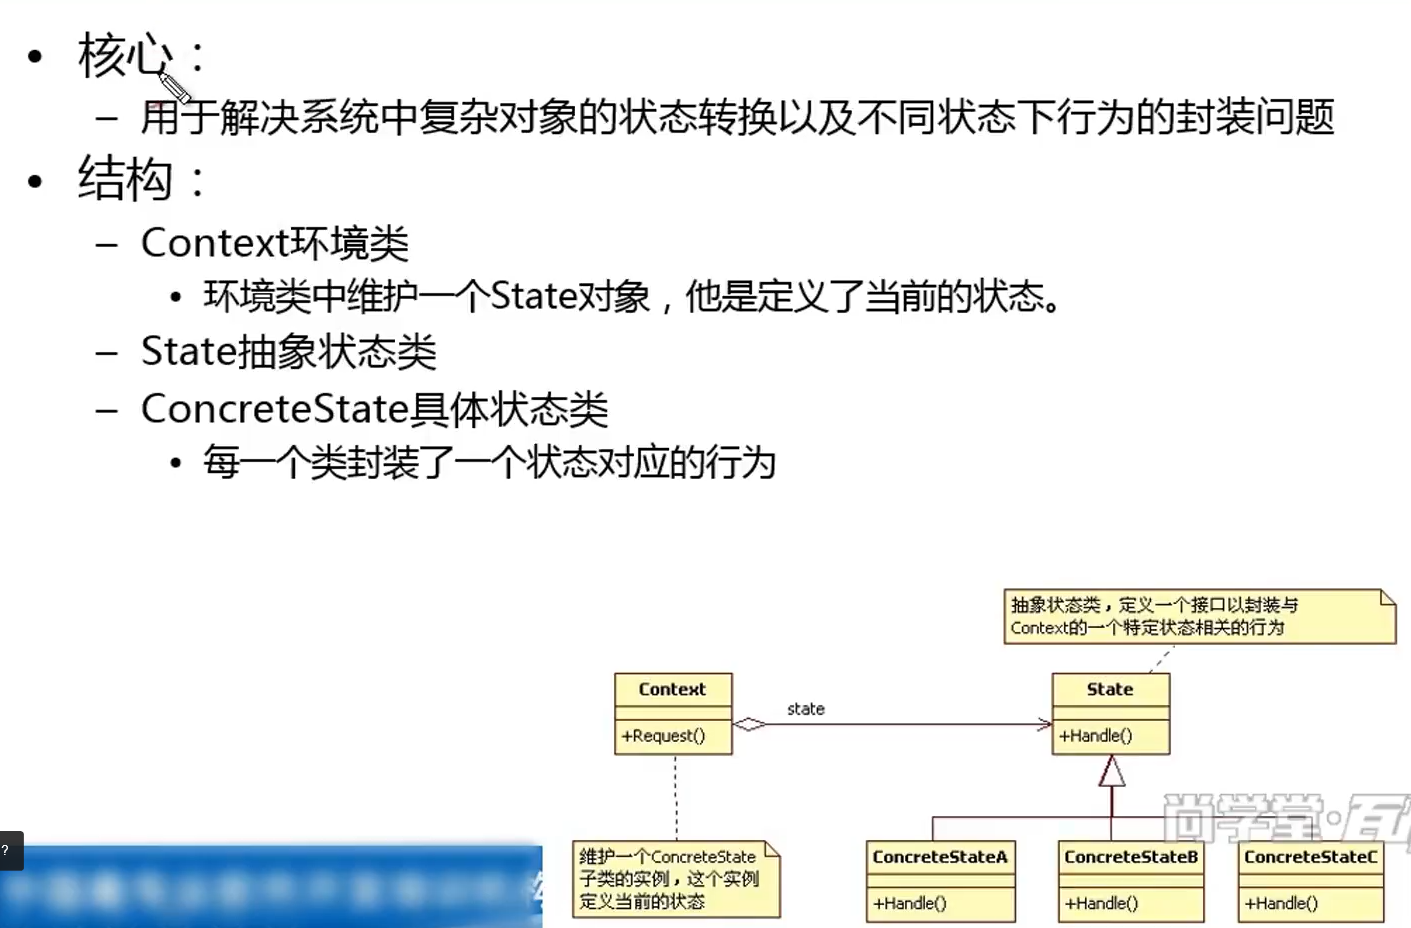 • 核心：
– 用于解决系统中复杂对象的状态转换以及不同状态下行为的封装问题
• 结构：
– Context环境类
• 环境类中维护一个State对象，他是定义了当前的状态。
– State抽象状态类
– ConcreteState具体状态类
• 每一个类封装了一个状态对应的行为
抽象状态类，定义一个接口以封装与
Context的一个特定状态相关的行为
Context
+Request()
state
State
+Handle()
尚学堂·
?
维护一个ConcreteState
子类的实例，这个实例
定义当前的状态
ConcreteStateA
+Handle()
ConcreteStateB
+Handle()
ConcreteStateC
+Handle()